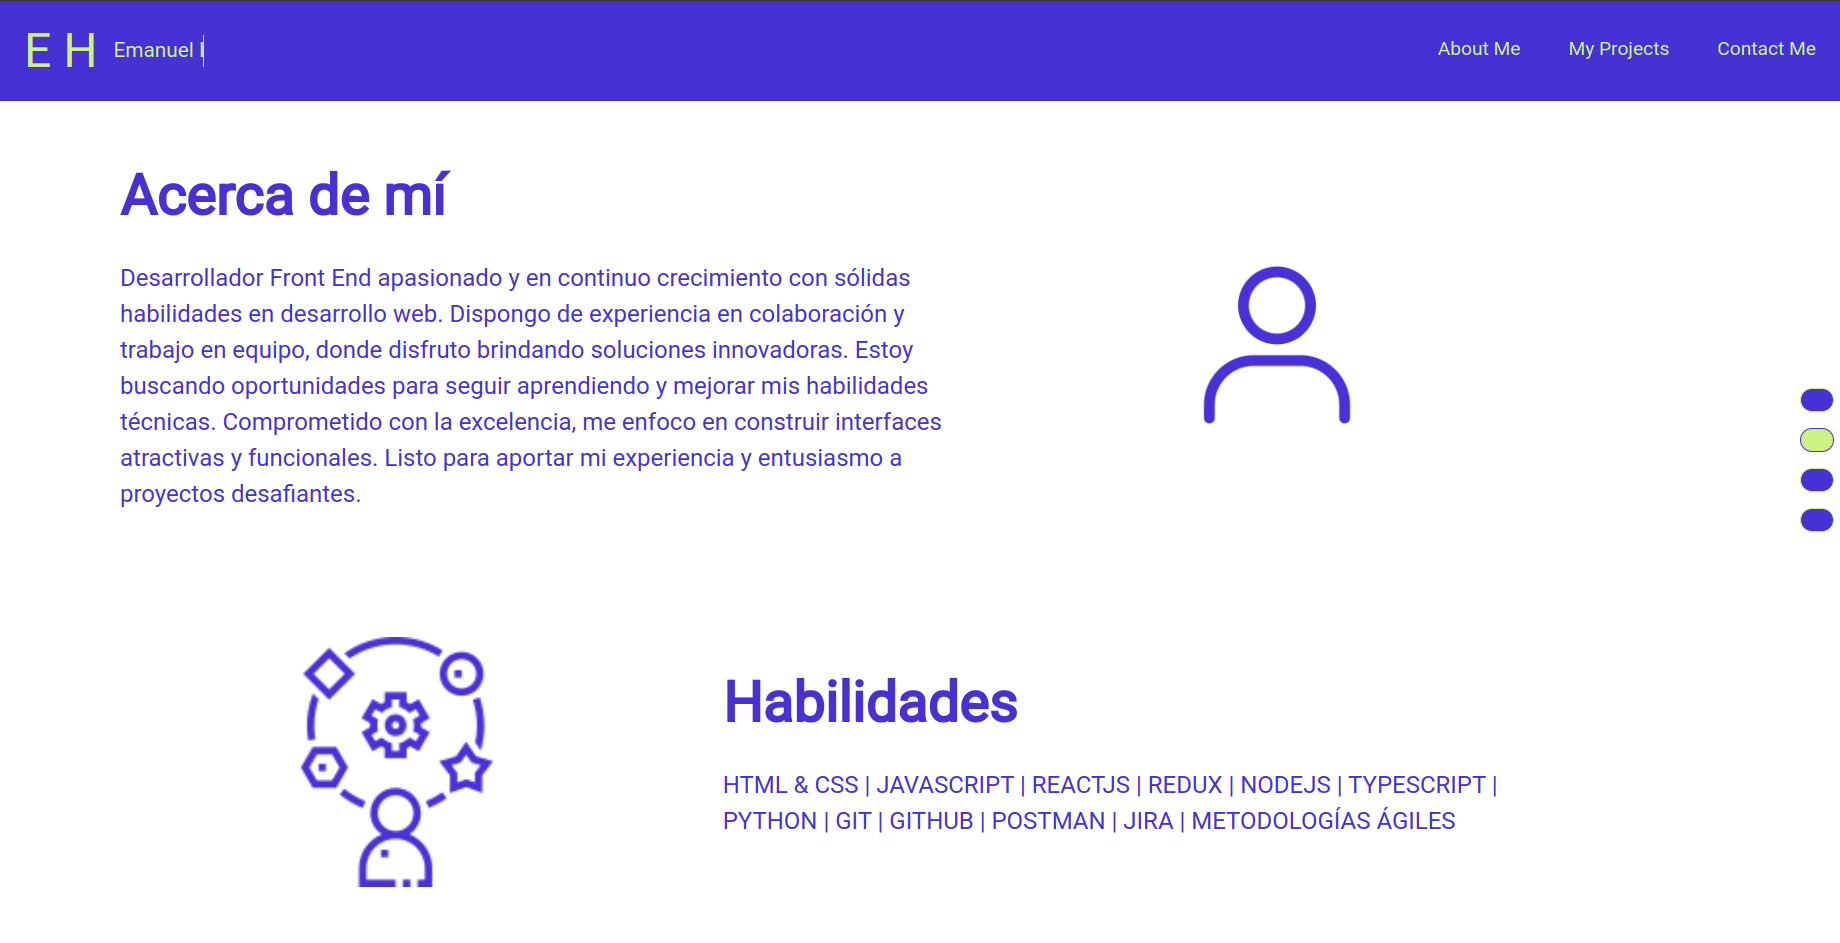 E H Emanuel
About Me My Projects Contact Me
Acerca de mí
Desarrollador Front End apasionado y en continuo crecimiento con sólidas
habilidades en desarrollo web. Dispongo de experiencia en colaboración y
trabajo en equipo, donde disfruto brindando soluciones innovadoras. Estoy
buscando oportunidades para seguir aprendiendo y mejorar mis habilidades
técnicas. Comprometido con la excelencia, me enfoco en construir interfaces
atractivas y funcionales. Listo para aportar mi experiencia y entusiasmo a
proyectos desafiantes.
Habilidades
HTML & CSS | JAVASCRIPT | REACTJS | REDUX | NODEJS | TYPESCRIPT |
PYTHON | GIT | GITHUB | POSTMAN | JIRA | METODOLOGÍAS ÁGILES